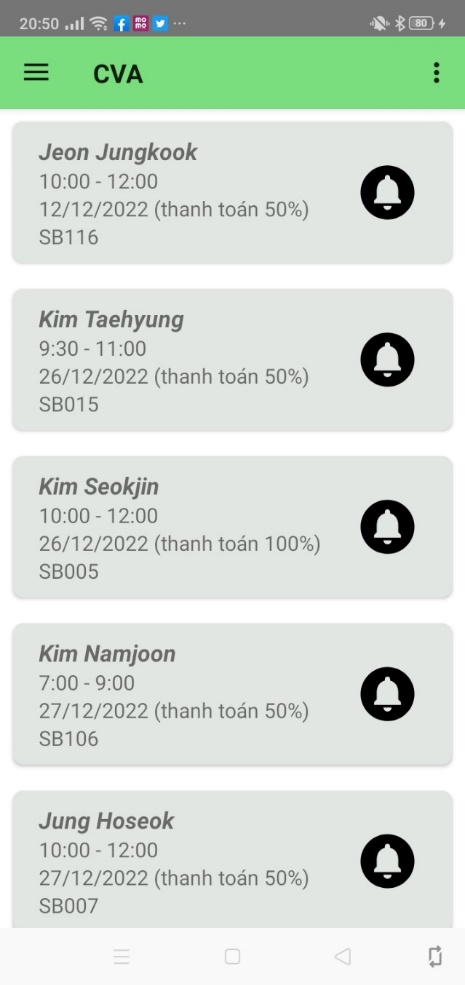 20:50
mo
mo
80
CVA
Jeon Jungkook
10:00 - 12:00
12/12/2022 (thanh toán 50%)
SB116
Kim Taehyung
9:30 - 11:00
26/12/2022 (thanh toán 50%)
SB015
Kim Seokjin
10:00 - 12:00
26/12/2022 (thanh toán 100%)
SB005
Kim Namjoon
7:00 - 9:00
27/12/2022 (thanh toán 50%)
SB106
Jung Hoseok
10:00 - 12:00
27/12/2022 (thanh toán 50%)
SB007